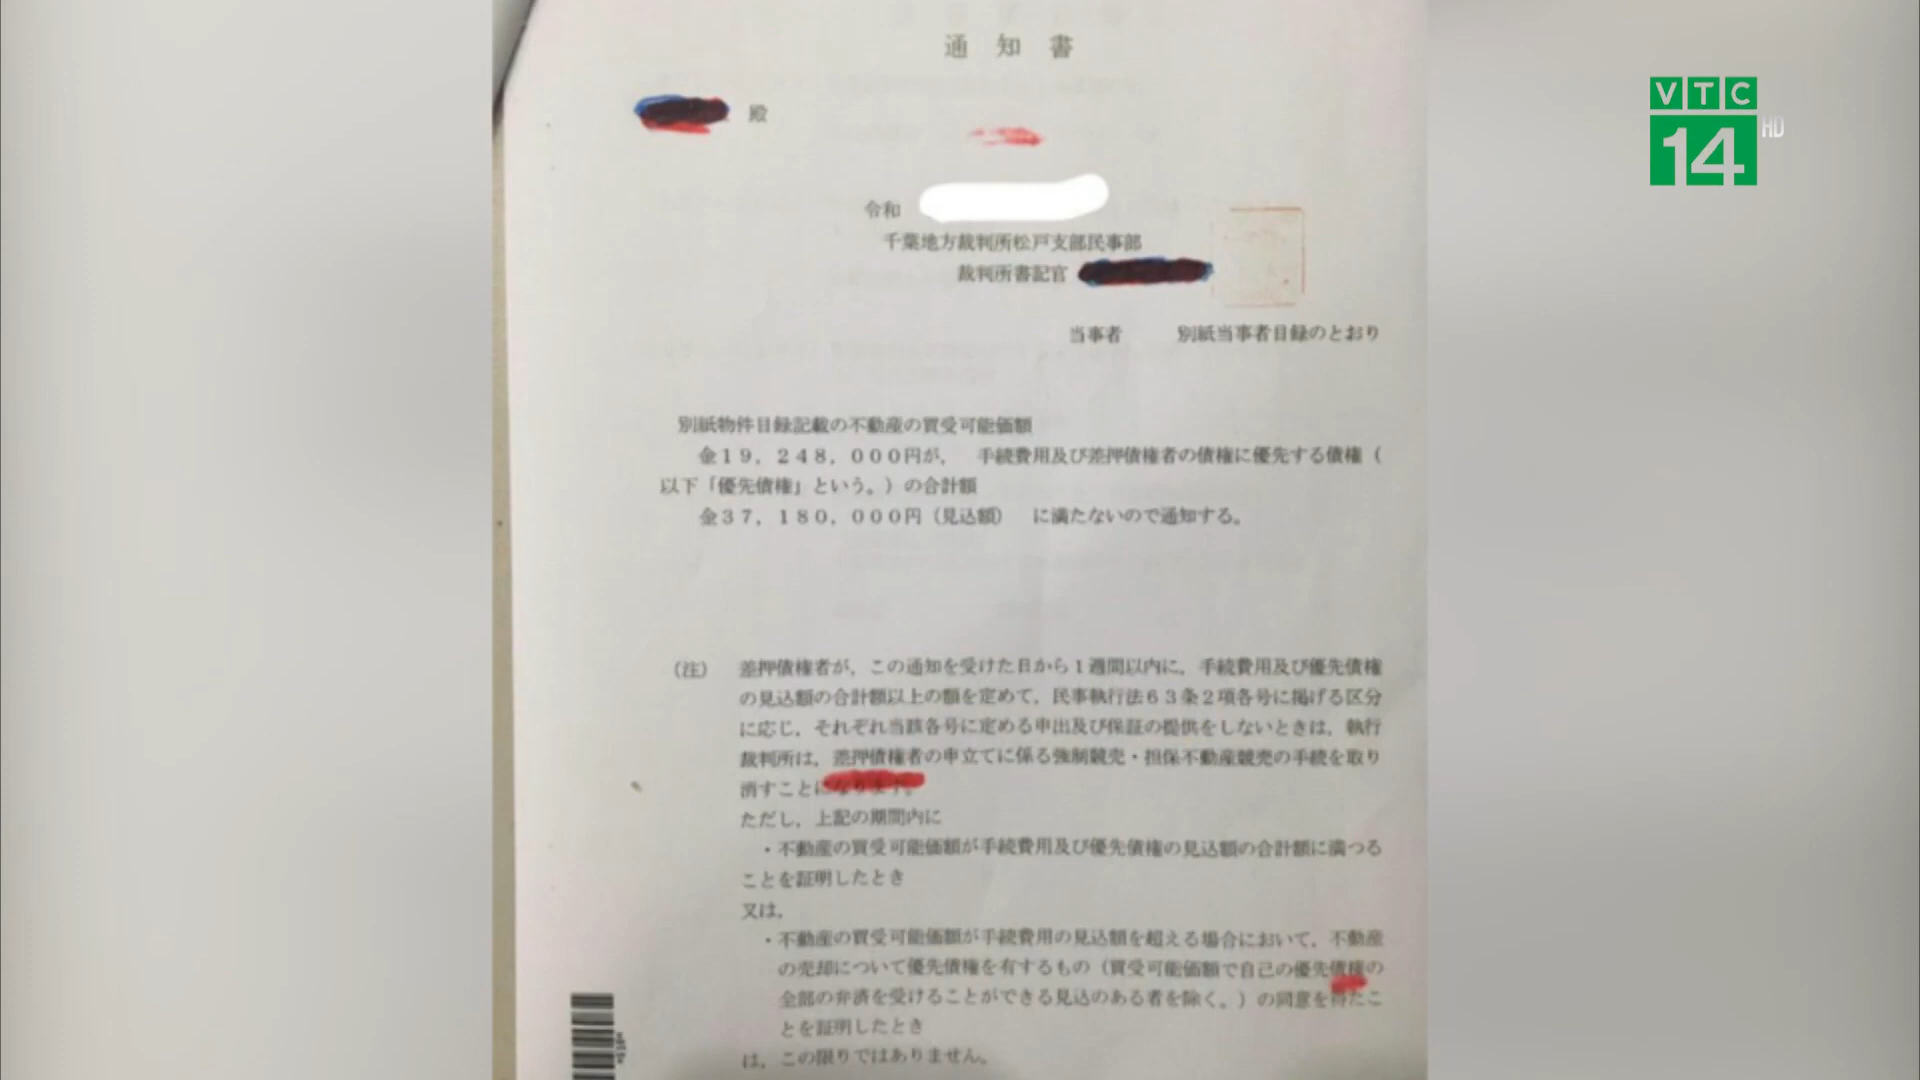 通知書
殿
令和
千葉地方裁判所松戸支部民事部
裁判所書記官
当事者 別紙当事者目録のとおり
別紙物件目録記載の不動産の買受可能価額
金19,248,000円が, 手続費用及び差押債権者の債権に優先する債権(
以下「優先債権」という。)の合計額
金37,180,000円(見込額) に満たないので通知する。
(注) 差押債権者が,この通知を受けた日から1週間以内に,手続費用及び優先債権
の見込額の合計額以上の額を定めて,民事執行法63条2項各号に掲げる区分
に応じ,それぞれ当該各号に定める申出及び保証の提供をしないときは,執行
裁判所は,差押債権者の申立てに係る強制競売・担保不動産競売の手続を取り
消すことになります。
ただし,上記の期間内に
・不動産の買受可能価額が手続費用及び優先債権の見込額の合計額に満つる
ことを証明したとき
又は,
・不動産の買受可能価額が手続費用の見込額を超える場合において,不動産
の売却について優先債権を有するもの(買受可能価額で自己の優先債権の
全部の弁済を受けることができる見込のある者を除く。)の同意を得たこ
とを証明したとき
は,この限りではありません。
VTC
14 HD